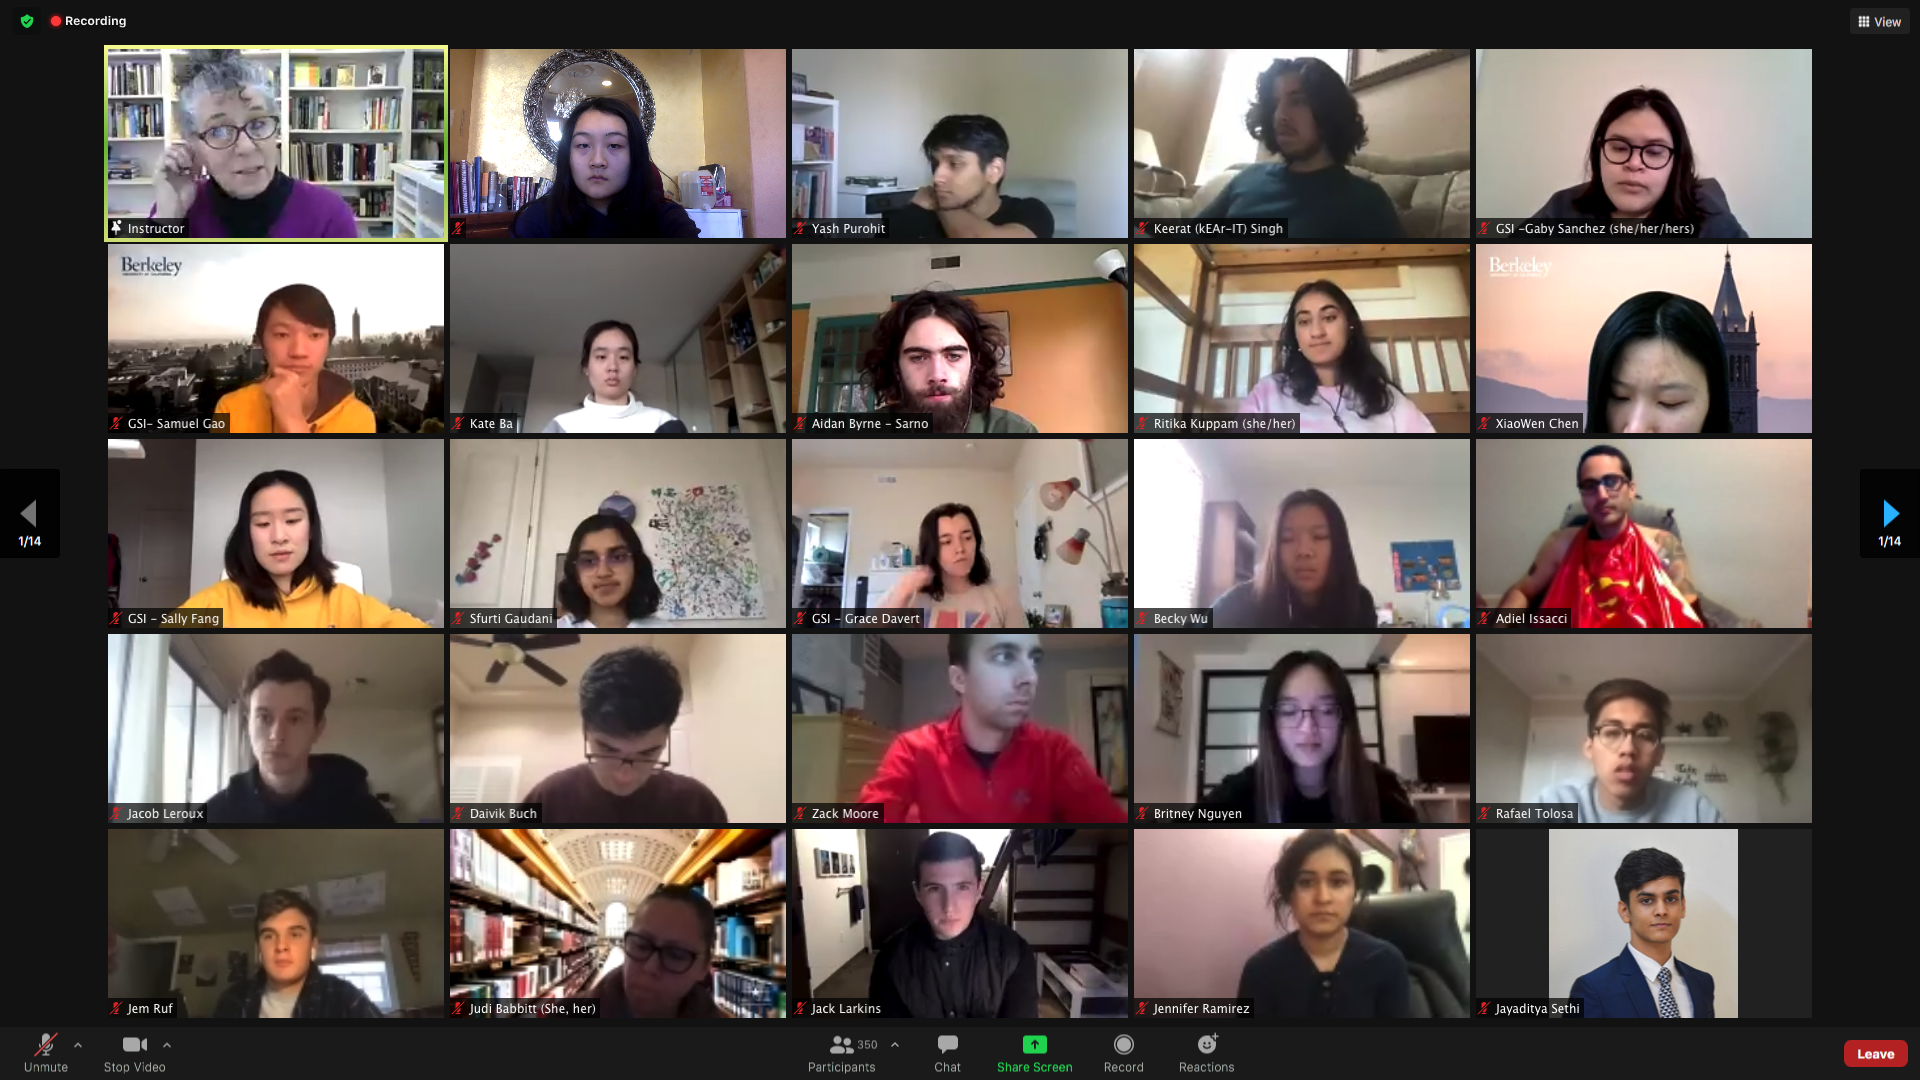 Recording
View
Instructor
Yash Purohit
Keerat (kEAr-IT) Singh
GSI -Gaby Sanchez (she/her/hers)
Berkeley
GSI- Samuel Gao
Kate Ba
Aidan Byrne - Sarno
Ritika Kuppam (she/her)
Berkeley
XiaoWen Chen
1/14
1/14
GSI - Sally Fang
Sfurti Gaudani
GSI - Grace Davert
Becky Wu
Adiel Issacci
Jacob Leroux
Daivik Buch
Zack Moore
Britney Nguyen
Rafael Tolosa
Jem Ruf
Judi Babbitt (She, her)
Jack Larkins
Jennifer Ramirez
Jayaditya Sethi
Unmute
Stop Video
350
Participants
Chat
Share Screen
Record
Reactions
Leave